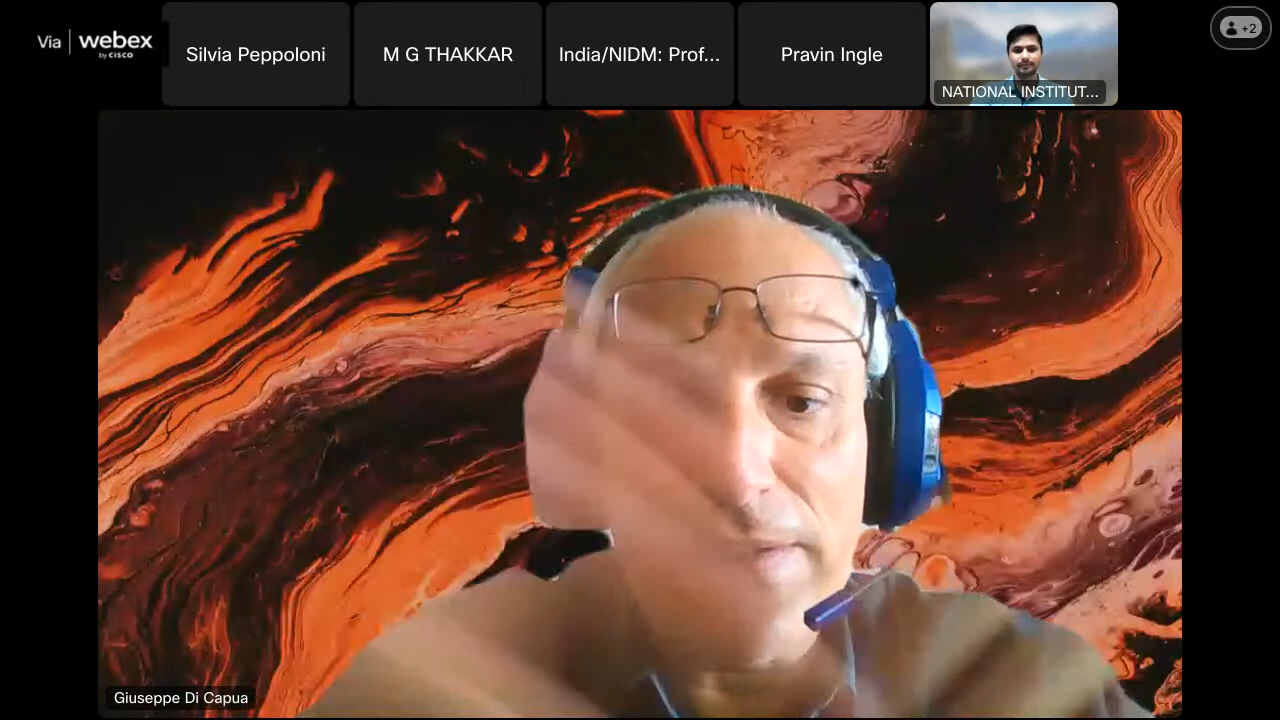 Via webex
by CISCO
Silvia Peppoloni
M G THAKKAR
India/NIDM: Prof...
Pravin Ingle
NATIONAL INSTITUT...
+2
Giuseppe Di Capua